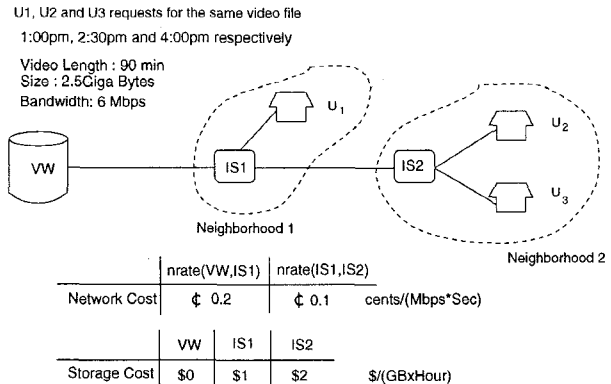 U1, U2 and U3 requests for the same video file
1:00pm, 2:30pm and 4:00pm respectively
Video Length : 90 min
Size : 2.5Giga Bytes
Bandwidth: 6 Mbps
U1
U2
VW
IS1
IS2
U3
Neighborhood 1
Neighborhood 2
nrate(VW,IS1) nrate(IS1,IS2)
Network Cost ¢ 0.2 ¢ 0.1 cents/(Mbps*Sec)
VW IS1 IS2
Storage Cost $0 $1 $2 $/(GBxHour)